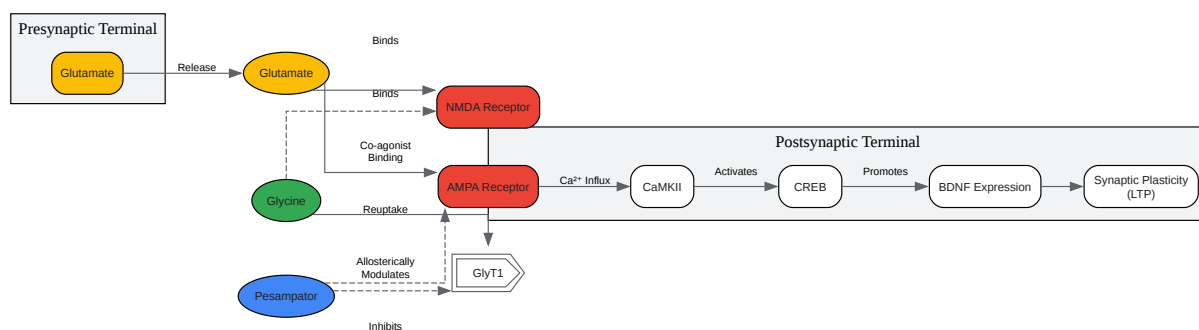 Presynaptic Terminal
Glutamate
Release
Glutamate
Binds
Binds
NMDA Receptor
Co-agonist
Binding
Postsynaptic Terminal
AMPA Receptor
Ca²⁺ Influx
CaMKII
Activates
CREB
Promotes
BDNF Expression
Synaptic Plasticity
(LTP)
Glycine
Reuptake
Allosterically
Modulates
GlyT1
Pesampator
Inhibits